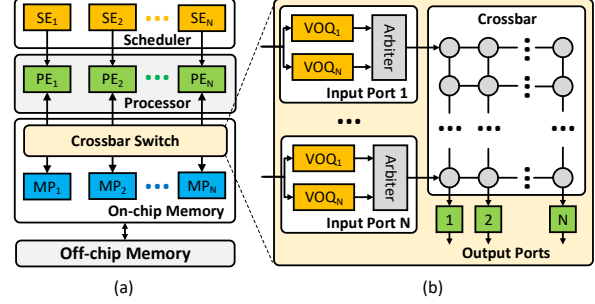 SE1 SE2 ••• SEN
Scheduler
PE1 PE2 ••• PEN
Processor
Crossbar Switch
MP1 MP2 ••• MPN
On-chip Memory
Off-chip Memory
(a)
VOQ1
VOQN
Arbiter
Input Port 1
•••
VOQ1
VOQN
Arbiter
Input Port N
Crossbar
1 2 N
Output Ports
(b)